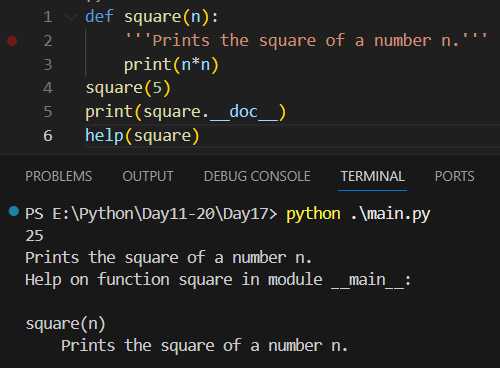 1 def square(n):
2     '''Prints the square of a number n.'''
3     print(n*n)
4 square(5)
5 print(square.__doc__)
6 help(square)
PROBLEMS OUTPUT DEBUG CONSOLE TERMINAL PORTS
PS E:\Python\Day11-20\Day17> python .\main.py
25
Prints the square of a number n.
Help on function square in module __main__:
square(n)
    Prints the square of a number n.